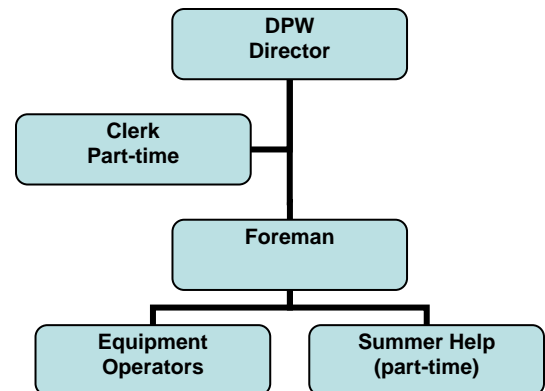 DPW
Director
Clerk
Part-time
Foreman
Equipment
Operators
Summer Help
(part-time)